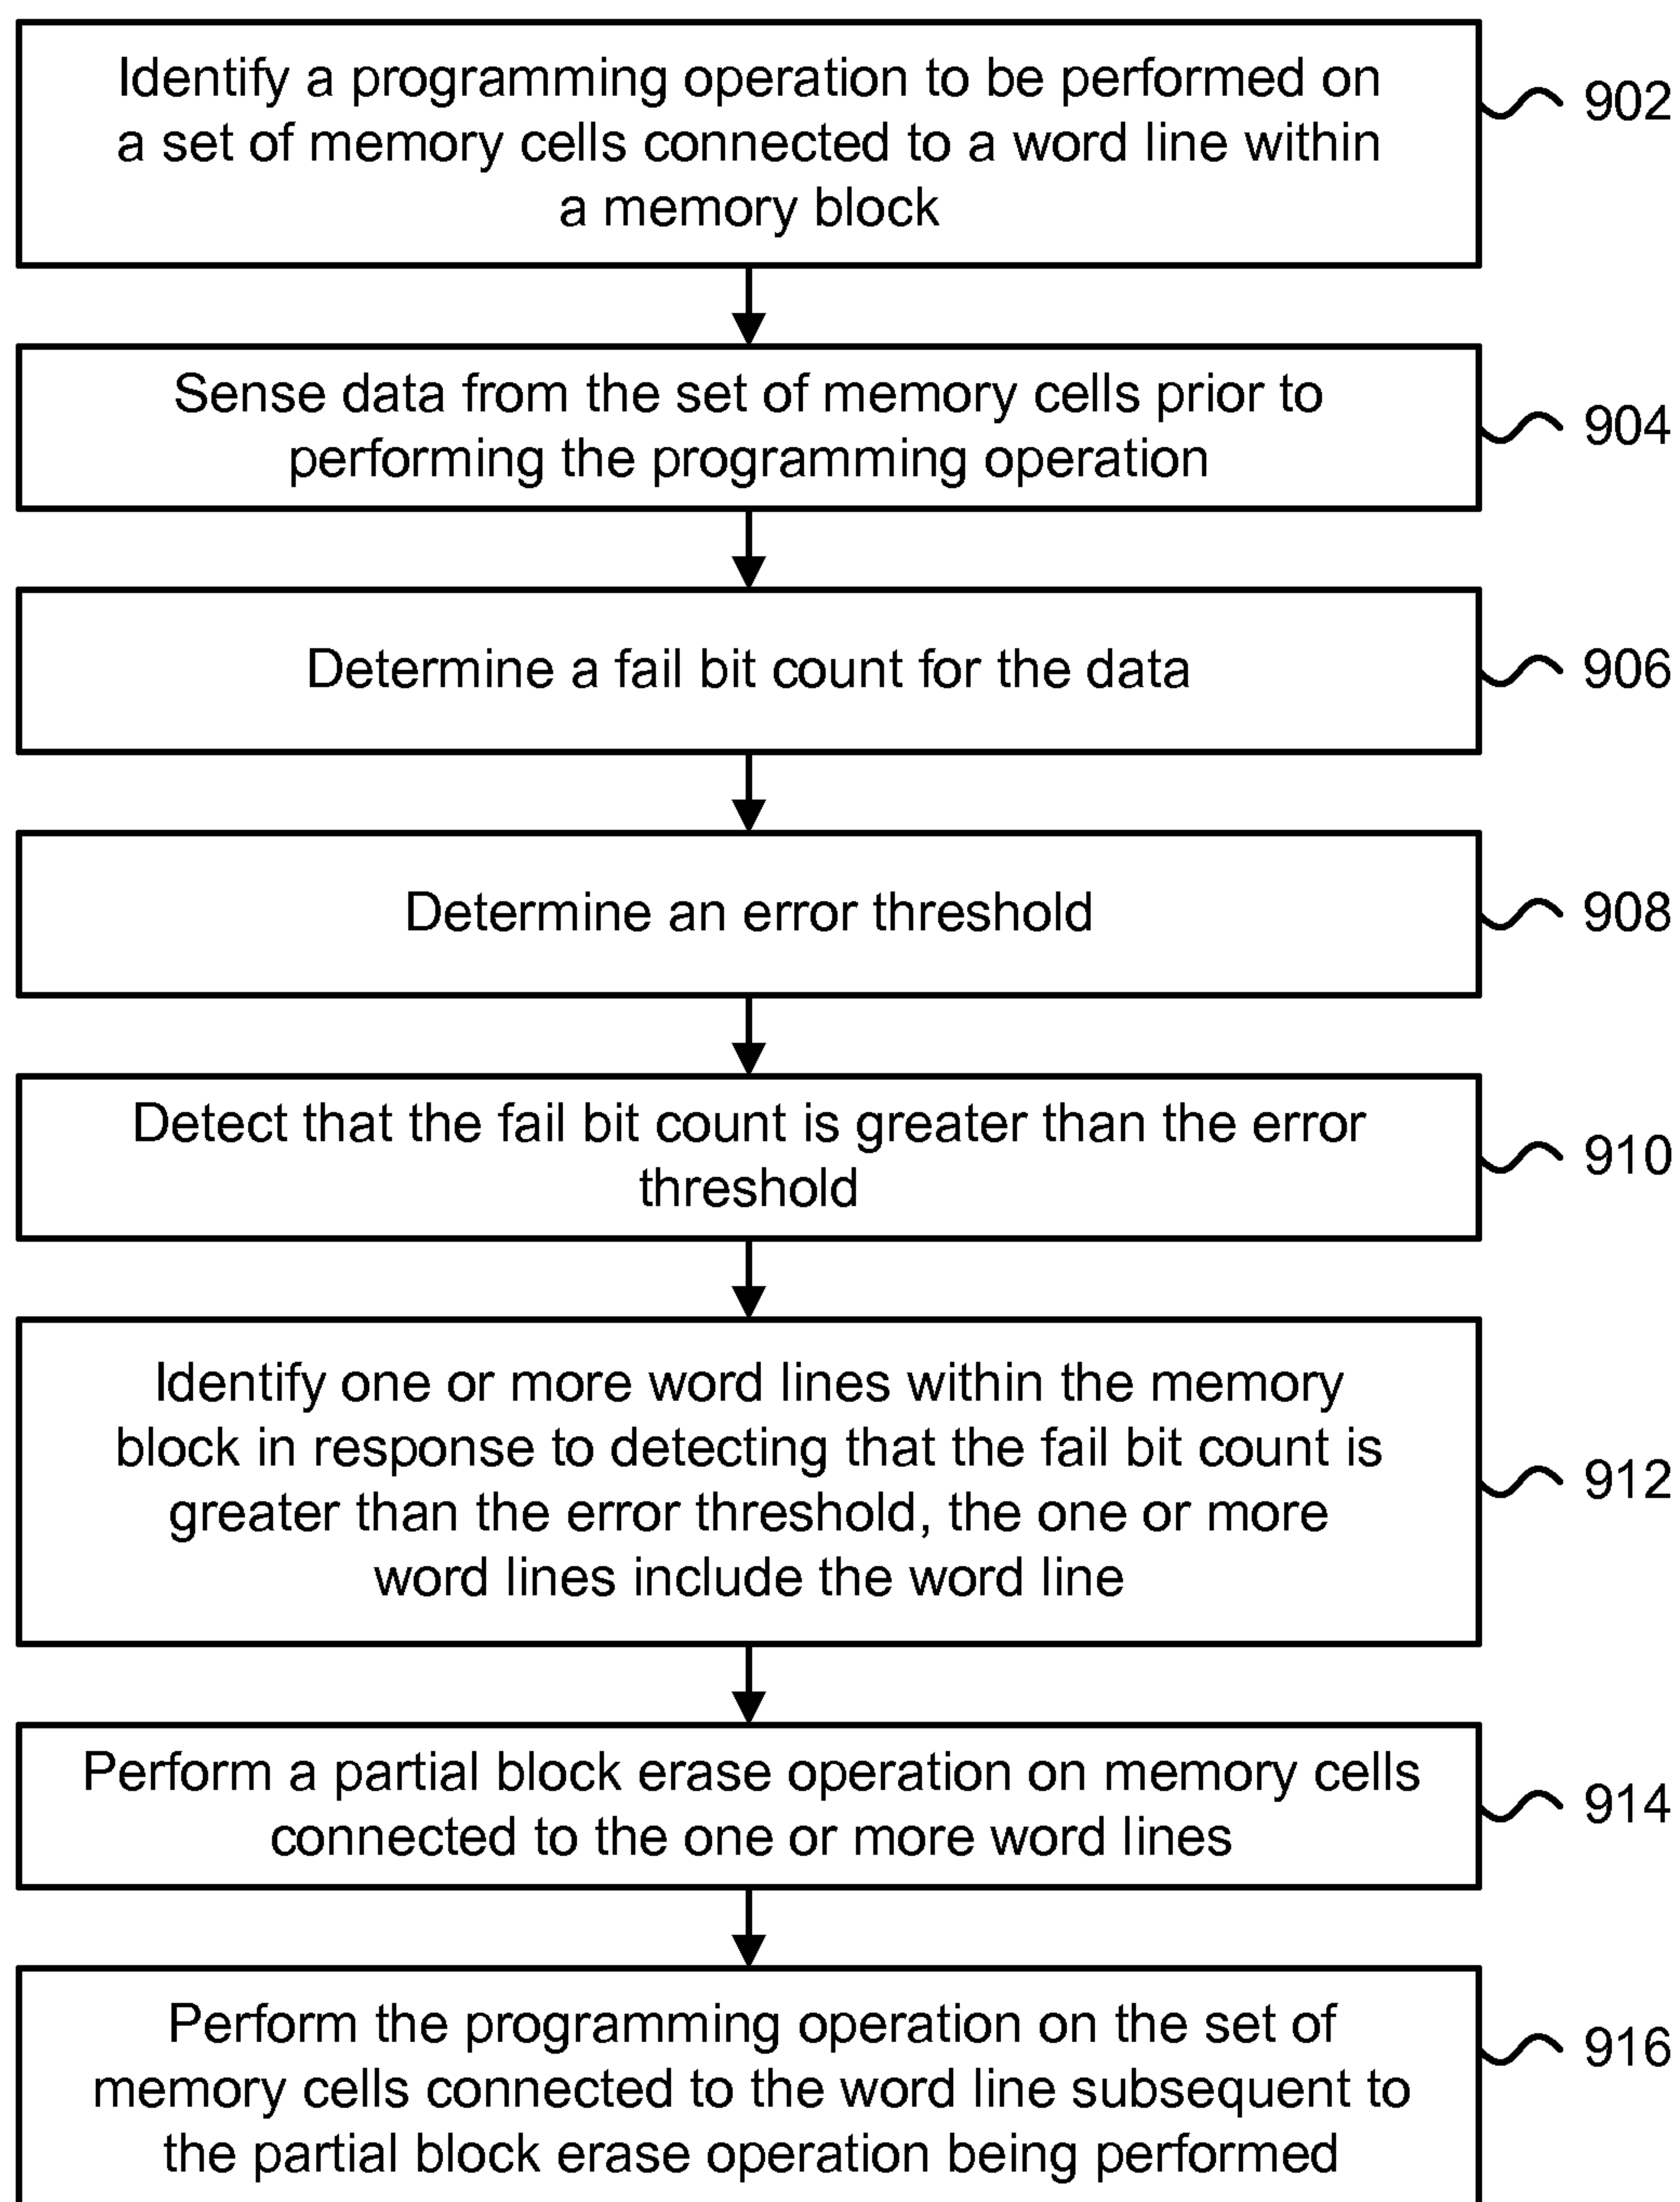 Identify a programming operation to be performed on
a set of memory cells connected to a word line within
a memory block
902
Sense data from the set of memory cells prior to
performing the programming operation
904
Determine a fail bit count for the data
906
Determine an error threshold
908
Detect that the fail bit count is greater than the error
threshold
910
Identify one or more word lines within the memory
block in response to detecting that the fail bit count is
greater than the error threshold, the one or more
word lines include the word line
912
Perform a partial block erase operation on memory cells
connected to the one or more word lines
914
Perform the programming operation on the set of
memory cells connected to the word line subsequent to
the partial block erase operation being performed
916